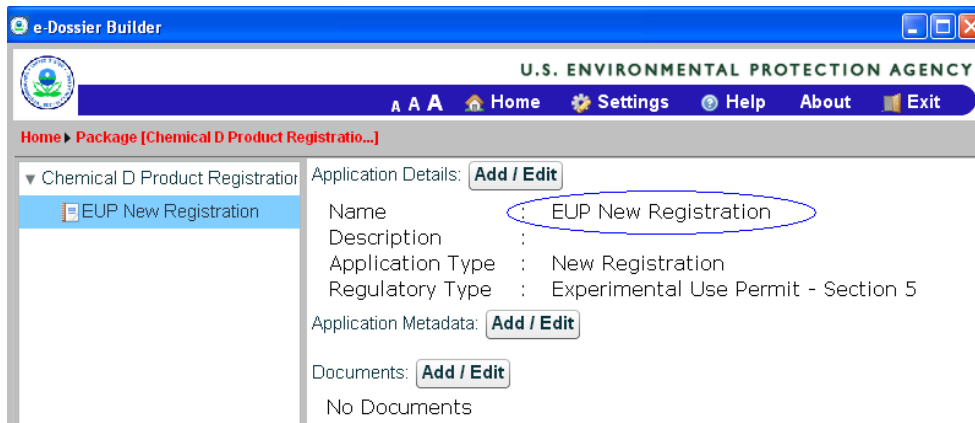 e-Dossier Builder
U.S. ENVIRONMENTAL PROTECTION AGENCY
A A A Home Settings Help About Exit
Home Package [Chemical D Product Registratio...]
Chemical D Product Registration
EUP New Registration
Application Details: Add / Edit
Name : EUP New Registration
Description :
Application Type : New Registration
Regulatory Type : Experimental Use Permit - Section 5
Application Metadata: Add / Edit
Documents: Add / Edit
No Documents